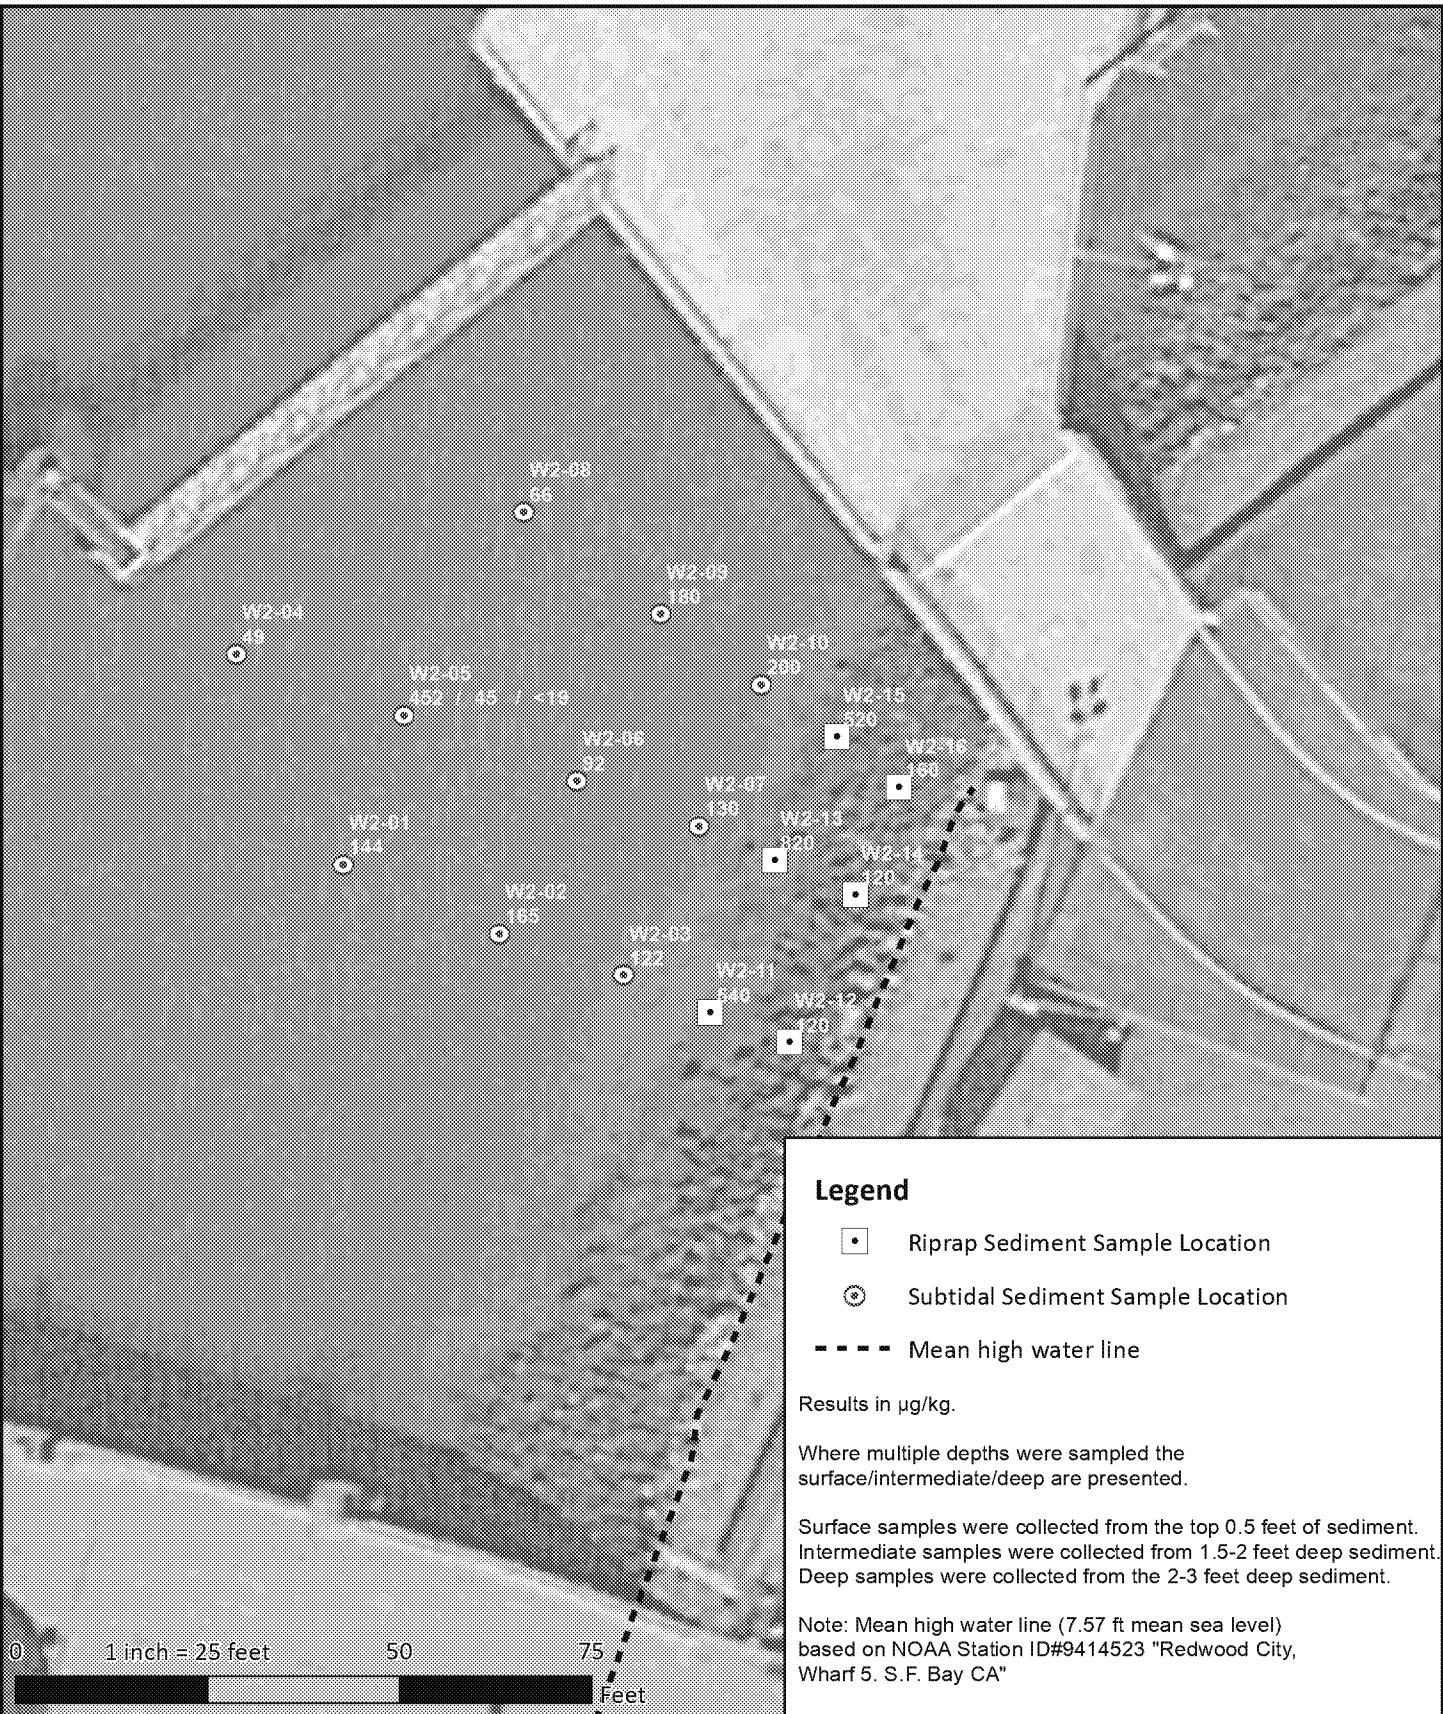 W2-08
66
W2-09
180
W2-04
49
W2-10
200
W2-05
452 / 45 / <19
W2-15
520
W2-06
92
W2-16
160
W2-07
130
W2-13
820
W2-01
144
W2-14
120
W2-02
165
W2-03
122
W2-11
540
W2-12
120
Legend
Riprap Sediment Sample Location
Subtidal Sediment Sample Location
Mean high water line
Results in µg/kg.
Where multiple depths were sampled the
surface/intermediate/deep are presented.
Surface samples were collected from the top 0.5 feet of sediment.
Intermediate samples were collected from 1.5-2 feet deep sediment.
Deep samples were collected from the 2-3 feet deep sediment.
Note: Mean high water line (7.57 ft mean sea level)
based on NOAA Station ID#9414523 "Redwood City,
Wharf 5. S.F. Bay CA"
0 1 inch = 25 feet 50 75
Feet